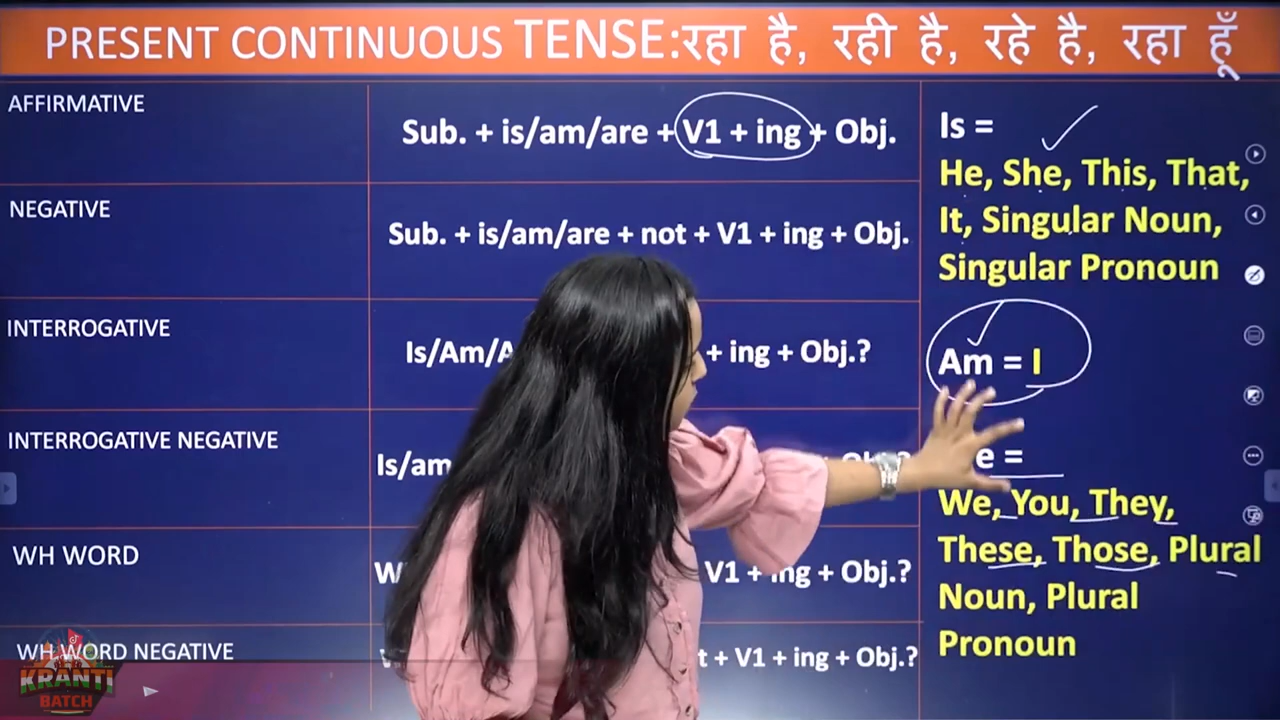 PRESENT CONTINUOUS TENSE:रहा है, रही है, रहे है, रहा हूँ
AFFIRMATIVE
Sub. + is/am/are + V1 + ing + Obj.
NEGATIVE
Sub. + is/am/are + not + V1 + ing + Obj.
INTERROGATIVE
Is/Am/A + ing + Obj.?
INTERROGATIVE NEGATIVE
Is/am Obj.?
WH WORD
W V1 + ing + Obj.?
WH WORD NEGATIVE
W t + V1 + ing + Obj.?
Is =
He, She, This, That,
It, Singular Noun,
Singular Pronoun
Am = I
e =
We, You, They,
These, Those, Plural
Noun, Plural
Pronoun
KRANTI
BATCH